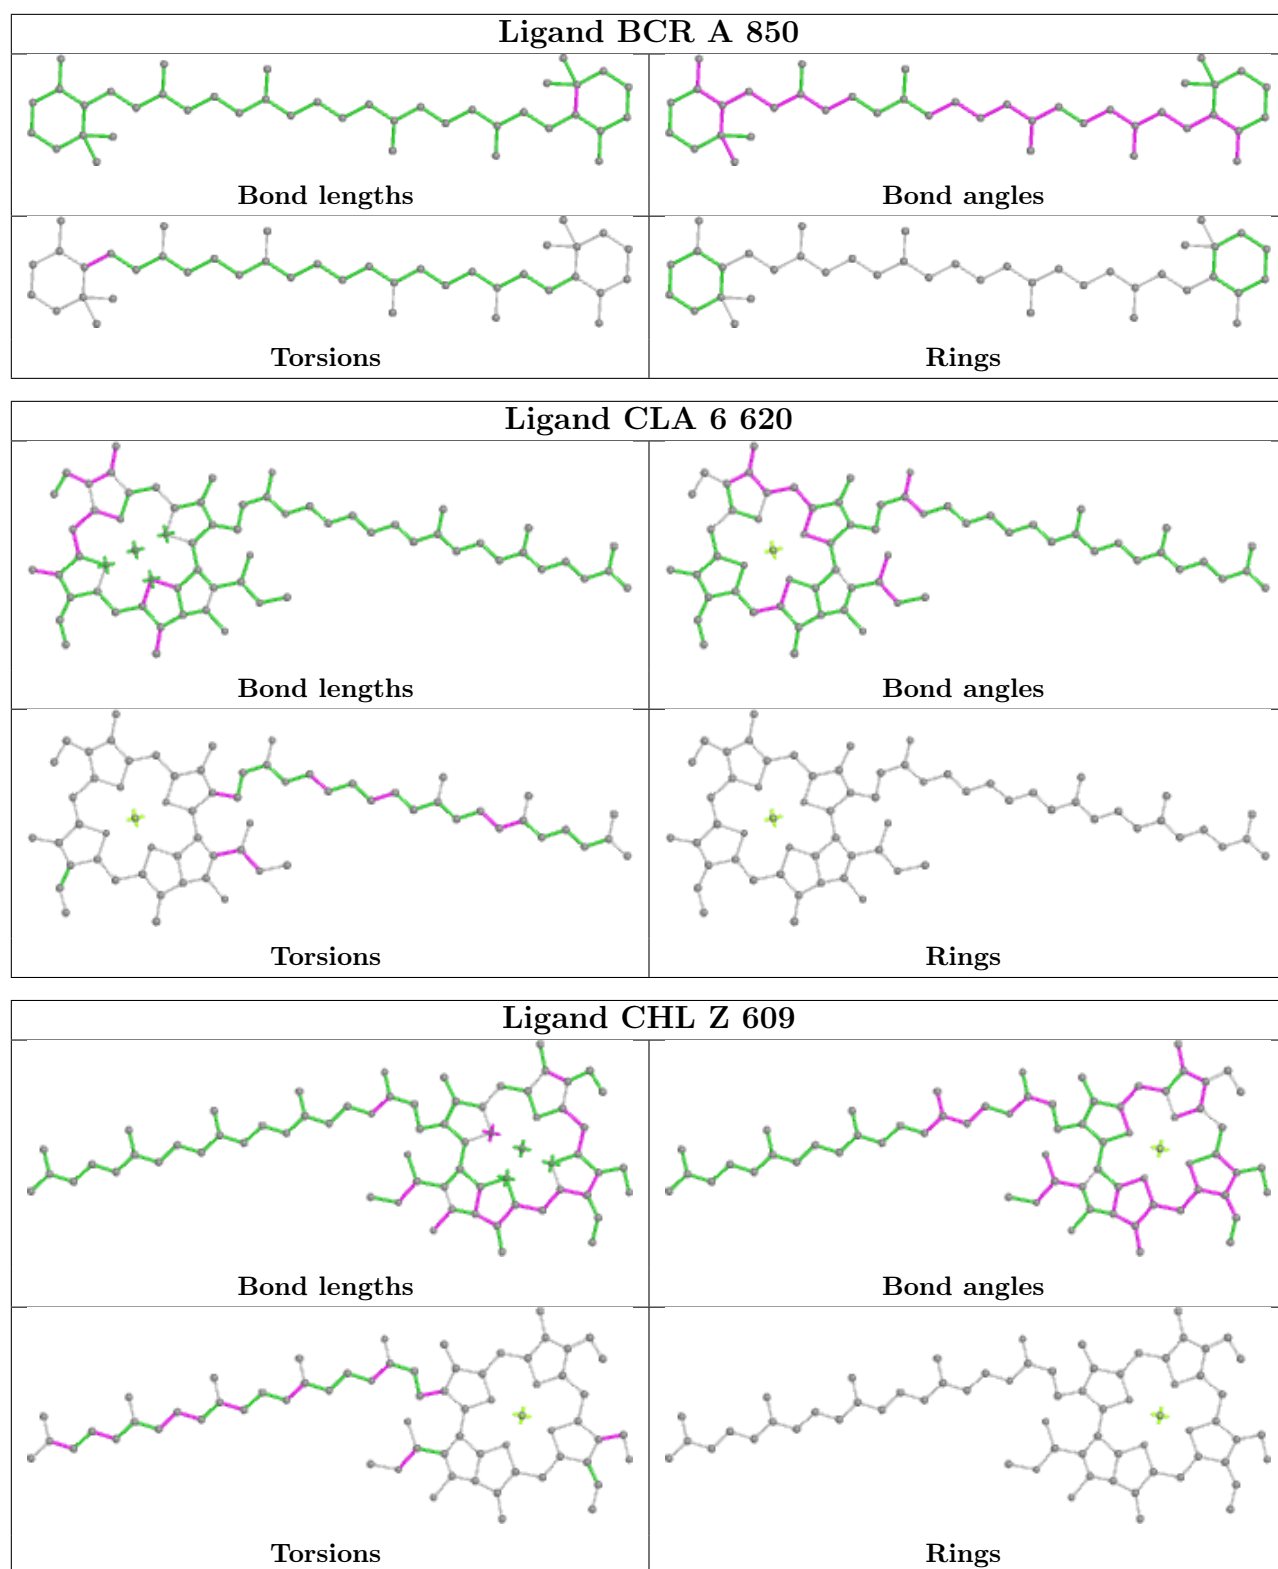 Ligand BCR A 850
Bond lengths
Bond angles
Torsions
Rings
Ligand CLA 6 620
Bond lengths
Bond angles
Torsions
Rings
Ligand CHL Z 609
Bond lengths
Bond angles
Torsions
Rings